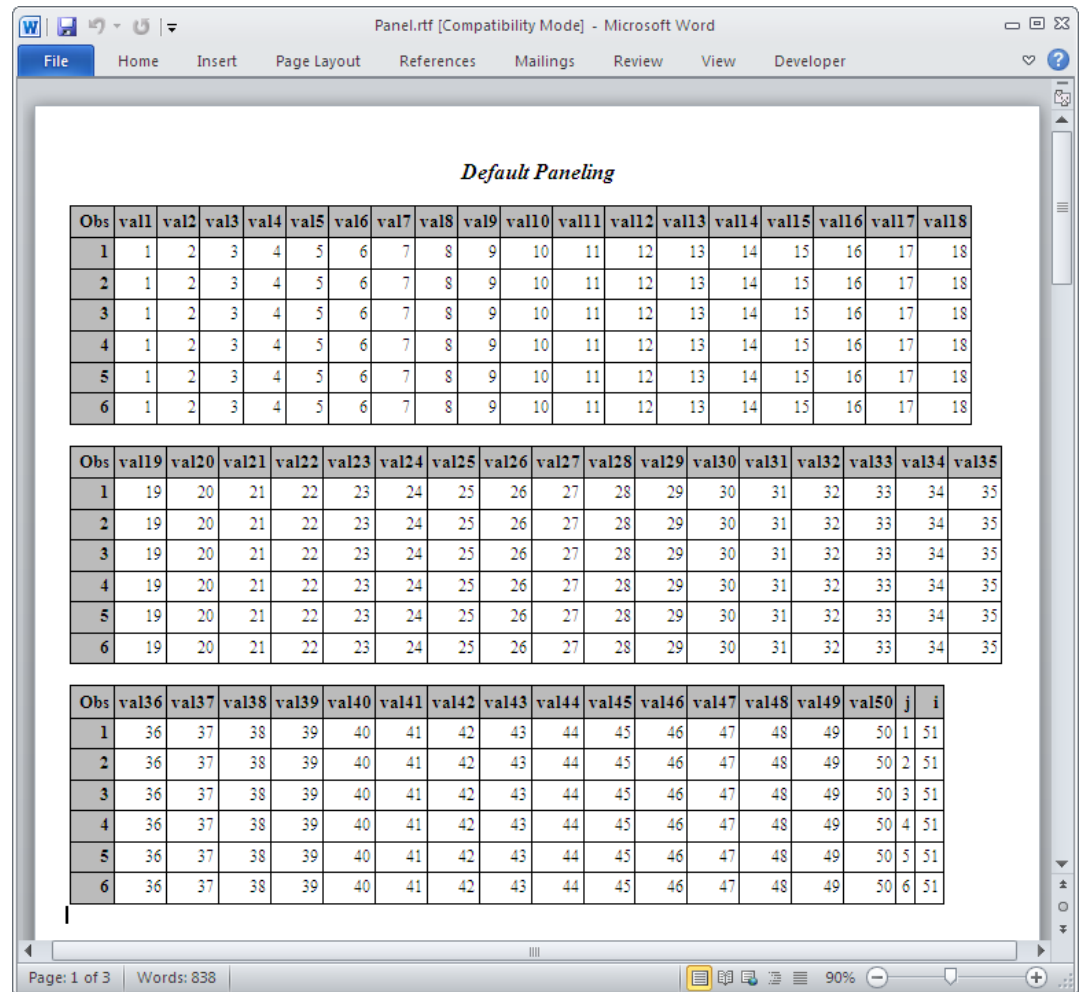 W
Panel.rtf [Compatibility Mode] - Microsoft Word
File Home Insert Page Layout References Mailings Review View Developer
Default Paneling
Obs val1 val2 val3 val4 val5 val6 val7 val8 val9 val10 val11 val12 val13 val14 val15 val16 val17 val18
1 1 2 3 4 5 6 7 8 9 10 11 12 13 14 15 16 17 18
2 1 2 3 4 5 6 7 8 9 10 11 12 13 14 15 16 17 18
3 1 2 3 4 5 6 7 8 9 10 11 12 13 14 15 16 17 18
4 1 2 3 4 5 6 7 8 9 10 11 12 13 14 15 16 17 18
5 1 2 3 4 5 6 7 8 9 10 11 12 13 14 15 16 17 18
6 1 2 3 4 5 6 7 8 9 10 11 12 13 14 15 16 17 18
Obs val19 val20 val21 val22 val23 val24 val25 val26 val27 val28 val29 val30 val31 val32 val33 val34 val35
1 19 20 21 22 23 24 25 26 27 28 29 30 31 32 33 34 35
2 19 20 21 22 23 24 25 26 27 28 29 30 31 32 33 34 35
3 19 20 21 22 23 24 25 26 27 28 29 30 31 32 33 34 35
4 19 20 21 22 23 24 25 26 27 28 29 30 31 32 33 34 35
5 19 20 21 22 23 24 25 26 27 28 29 30 31 32 33 34 35
6 19 20 21 22 23 24 25 26 27 28 29 30 31 32 33 34 35
Obs val36 val37 val38 val39 val40 val41 val42 val43 val44 val45 val46 val47 val48 val49 val50 j i
1 36 37 38 39 40 41 42 43 44 45 46 47 48 49 50 1 51
2 36 37 38 39 40 41 42 43 44 45 46 47 48 49 50 2 51
3 36 37 38 39 40 41 42 43 44 45 46 47 48 49 50 3 51
4 36 37 38 39 40 41 42 43 44 45 46 47 48 49 50 4 51
5 36 37 38 39 40 41 42 43 44 45 46 47 48 49 50 5 51
6 36 37 38 39 40 41 42 43 44 45 46 47 48 49 50 6 51
Page: 1 of 3 Words: 838 90%